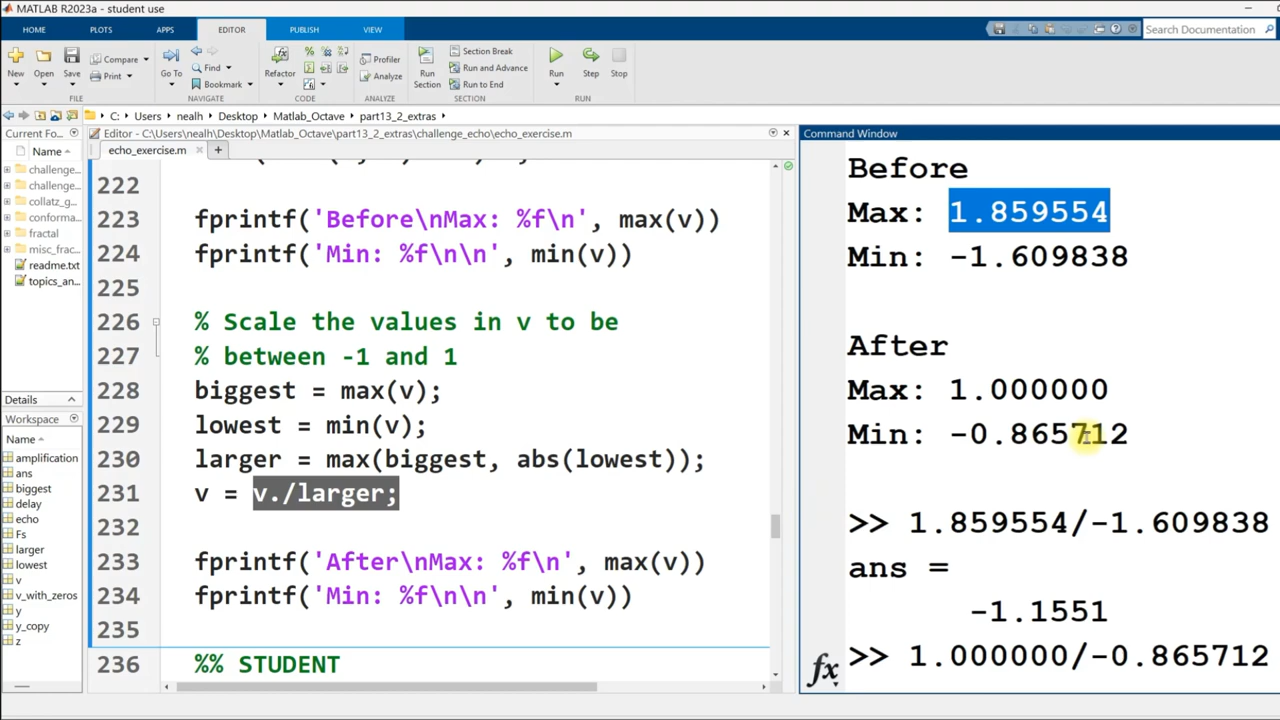 MATLAB R2023a - student use
HOME PLOTS APPS EDITOR PUBLISH VIEW
Search Documentation
New Open Save Compare Print
Go To Find Bookmark
Refactor
Profiler Analyze
Run Section
Section Break
Run and Advance
Run to End
Run Step Stop
FILE NAVIGATE CODE ANALYZE SECTION RUN
C: Users nealh Desktop Matlab_Octave part13_2_extras
Current Fo...
Name
challenge
challenge
collatz_g
conforma
fractal
misc_frac
readme.txt
topics_an
Details
Workspace
Name
amplification
ans
biggest
delay
echo
Fs
larger
lowest
v
v_with_zeros
y
y_copy
z
Editor - C:\Users\nealh\Desktop\Matlab_Octave\part13_2_extras\challenge_echo\echo_exercise.m
echo_exercise.m +
222
223 fprintf('Before\nMax: %f\n', max(v))
224 fprintf('Min: %f\n\n', min(v))
225
226 % Scale the values in v to be
227 % between -1 and 1
228 biggest = max(v);
229 lowest = min(v);
230 larger = max(biggest, abs(lowest));
231 v = v./larger;
232
233 fprintf('After\nMax: %f\n', max(v))
234 fprintf('Min: %f\n\n', min(v))
235
236 %% STUDENT
Command Window
Before
Max: 1.859554
Min: -1.609838
After
Max: 1.000000
Min: -0.865712
>> 1.859554/-1.609838
ans =
-1.1551
>> 1.000000/-0.865712
fx